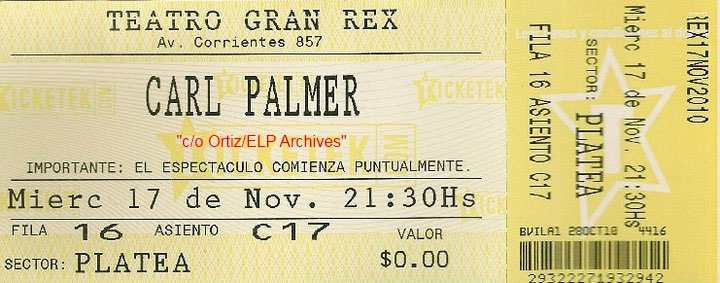 TEATRO GRAN REX
Av. Corrientes 857
TICKETEK.COM
CARL PALMER
"c/o Ortiz/ELP Archives"
IMPORTANTE: EL ESPECTACULO COMIENZA PUNTUALMENTE.
Mierc 17 de Nov. 21:30Hs
FILA 16 ASIENTO C17 VALOR
SECTOR: PLATEA $0.00
REX17NOV2010
Mierc 17 de Nov. 21:30Hs
SECTOR: PLATEA
FILA 16 ASIENTO C17
BVILA1 28OCT10 4416
29322271932942